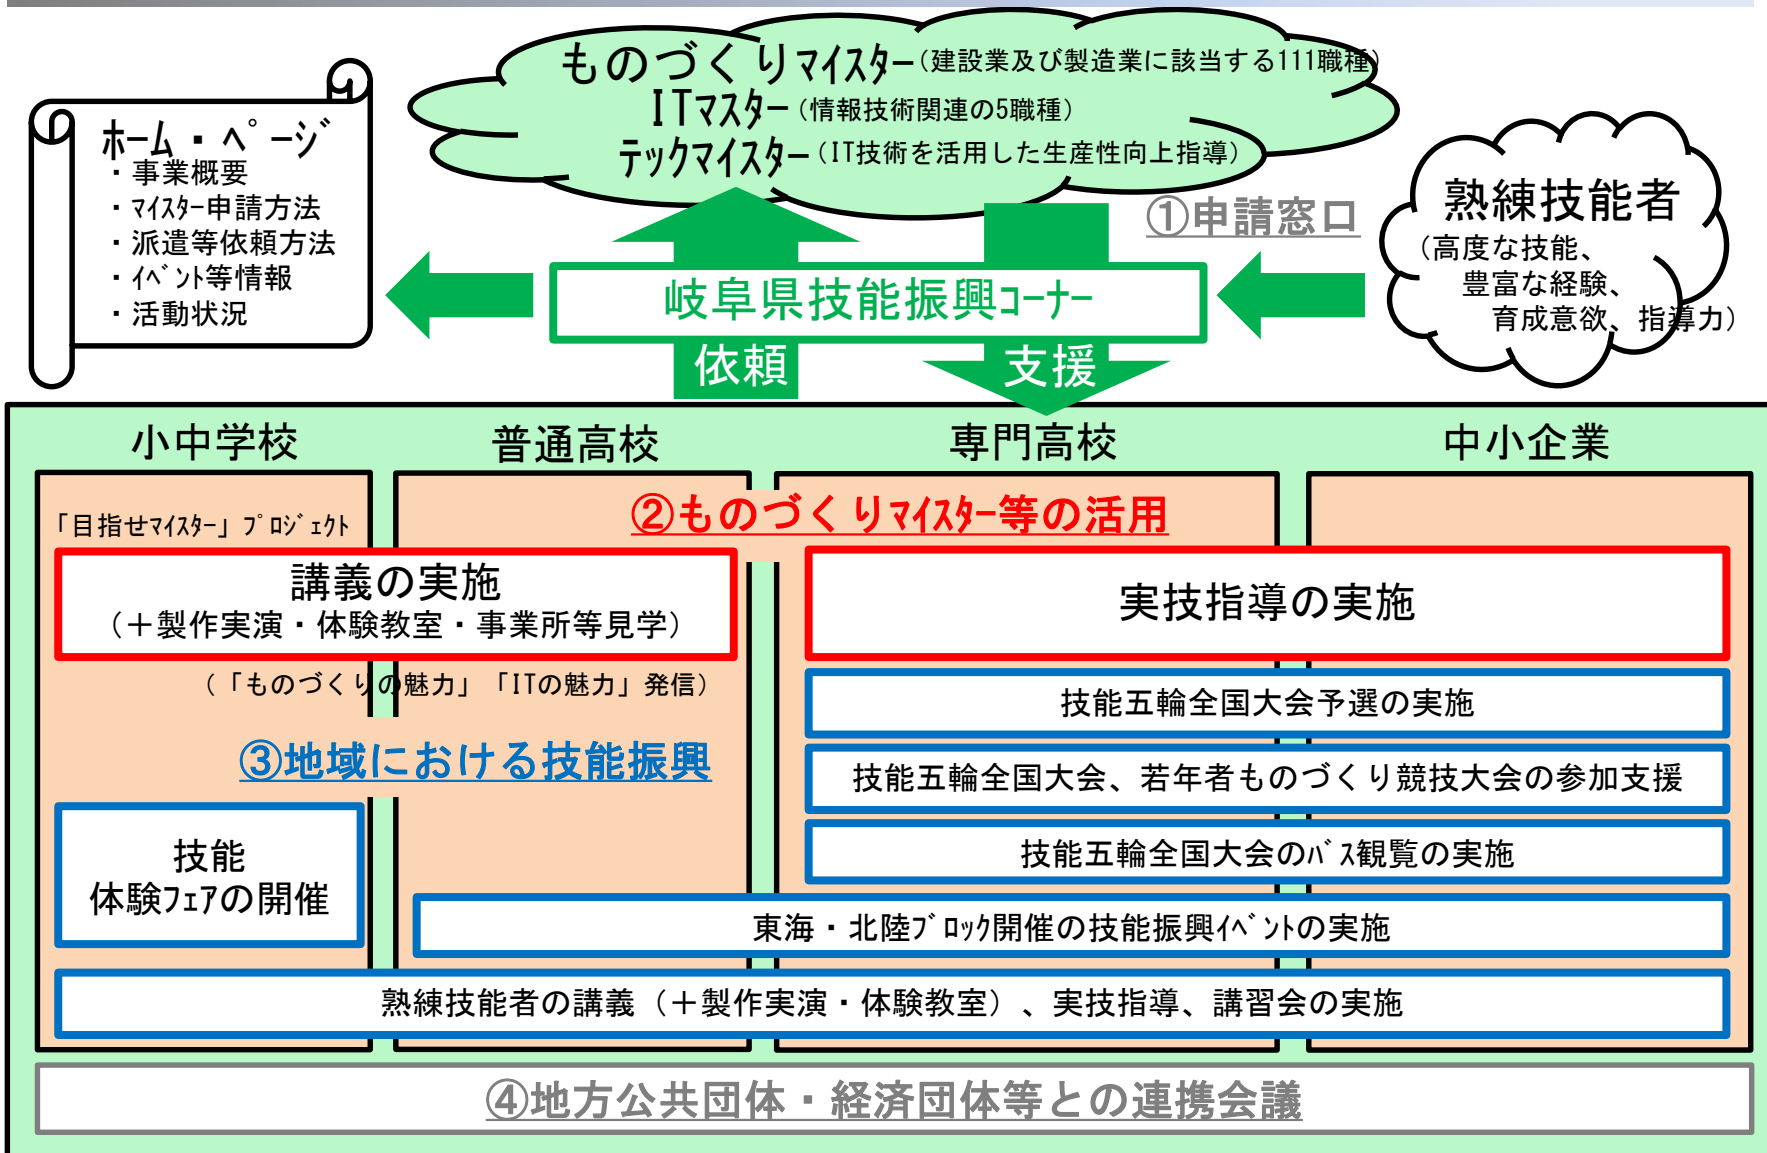 ものづくりマイスター（建設業及び製造業に該当する111職種）
ITマスター（情報技術関連の5職種）
テックマイスター（IT技術を活用した生産性向上指導）
ホーム・ページ
・事業概要
・マイスター申請方法
・派遣等依頼方法
・イベント等情報
・活動状況
①申請窓口
熟練技能者
（高度な技能、
豊富な経験、
育成意欲、指導力）
岐阜県技能振興コーナー
依頼
支援
小中学校
普通高校
専門高校
中小企業
②ものづくりマイスター等の活用
「目指せマイスター」プロジェクト
講義の実施
（＋製作実演・体験教室・事業所等見学）
実技指導の実施
（「ものづくりの魅力」「ITの魅力」発信）
技能五輪全国大会予選の実施
③地域における技能振興
技能五輪全国大会、若年者ものづくり競技大会の参加支援
技能
体験フェアの開催
技能五輪全国大会のバス観覧の実施
東海・北陸ブロック開催の技能振興イベントの実施
熟練技能者の講義（＋製作実演・体験教室）、実技指導、講習会の実施
④地方公共団体・経済団体等との連携会議